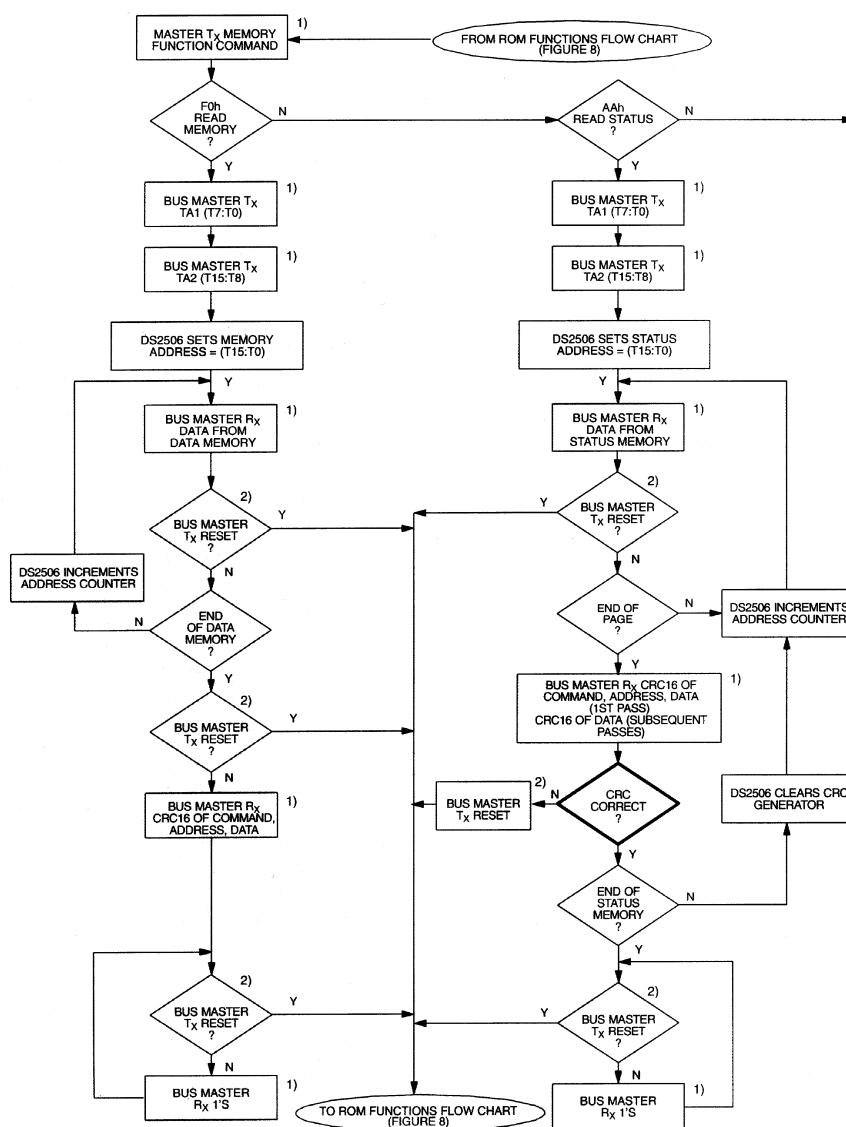 MASTER TX MEMORY
FUNCTION COMMAND
1)
FROM ROM FUNCTIONS FLOW CHART
(FIGURE 8)
F0h
READ
MEMORY
?
N
Y
AAh
READ STATUS
?
N
Y
BUS MASTER TX
TA1 (T7:T0)
1)
BUS MASTER TX
TA1 (T7:T0)
1)
BUS MASTER TX
TA2 (T15:T8)
1)
BUS MASTER TX
TA2 (T15:T8)
1)
DS2506 SETS MEMORY
ADDRESS = (T15:T0)
DS2506 SETS STATUS
ADDRESS = (T15:T0)
Y
Y
BUS MASTER RX
DATA FROM
DATA MEMORY
1)
BUS MASTER RX
DATA FROM
STATUS MEMORY
1)
2)
BUS MASTER
TX RESET
?
Y
N
2)
Y
BUS MASTER
TX RESET
?
N
DS2506 INCREMENTS
ADDRESS COUNTER
N
END
OF DATA
MEMORY
?
Y
END OF
PAGE
?
N
Y
DS2506 INCREMENTS
ADDRESS COUNTER
2)
BUS MASTER
TX RESET
?
Y
N
BUS MASTER RX CRC16 OF
COMMAND, ADDRESS, DATA
(1ST PASS)
CRC16 OF DATA (SUBSEQUENT
PASSES)
1)
BUS MASTER RX
CRC16 OF COMMAND,
ADDRESS, DATA
1)
2)
BUS MASTER
TX RESET
N
CRC
CORRECT
?
Y
DS2506 CLEARS CRC
GENERATOR
END OF
STATUS
MEMORY
?
N
Y
2)
BUS MASTER
TX RESET
?
Y
N
2)
Y
BUS MASTER
TX RESET
?
N
BUS MASTER
RX 1'S
1)
TO ROM FUNCTIONS FLOW CHART
(FIGURE 8)
BUS MASTER
RX 1'S
1)